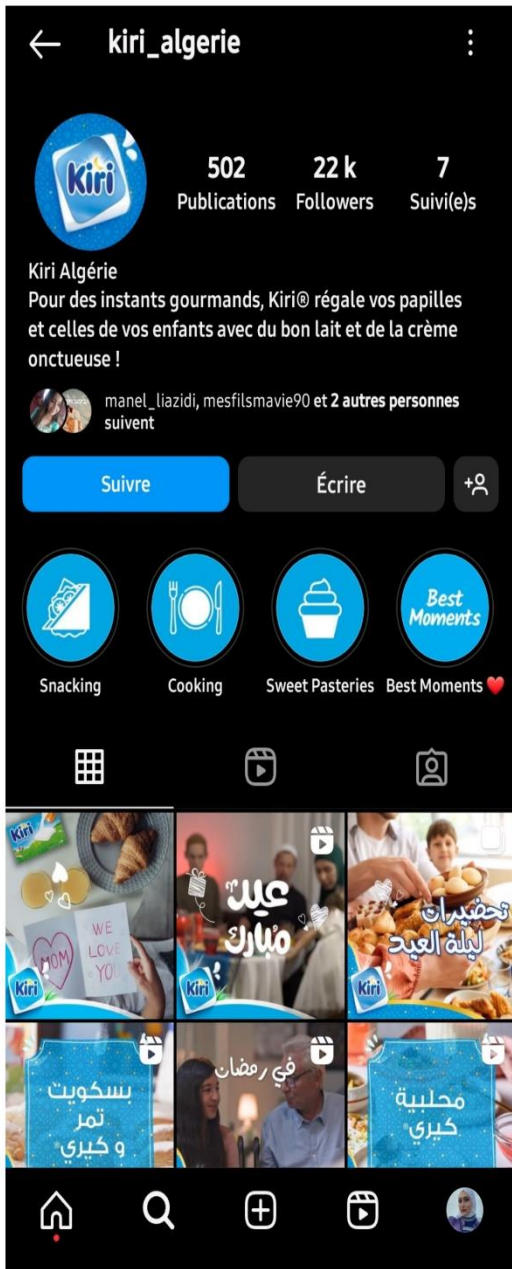 kiri_algerie
Kiri
502
22 k
7
Publications
Followers
Suivi(e)s
Kiri Algérie
Pour des instants gourmands, Kiri® régale vos papilles
et celles de vos enfants avec du bon lait et de la crème
onctueuse !
manel_liazidi, mesfilsmavie90 et 2 autres personnes
suivent
Suivre
Écrire
Best
Moments
Snacking
Cooking
Sweet Pasteries
Best Moments ❤️
Kiri
MOM
WE
LOVE
YOU
Kiri
عيد
مُبارك
Kiri
تحضيرات
ليلة العيد
Kiri
بسكويت
تمر
و كيري
في رمضان
محلبية
كيري